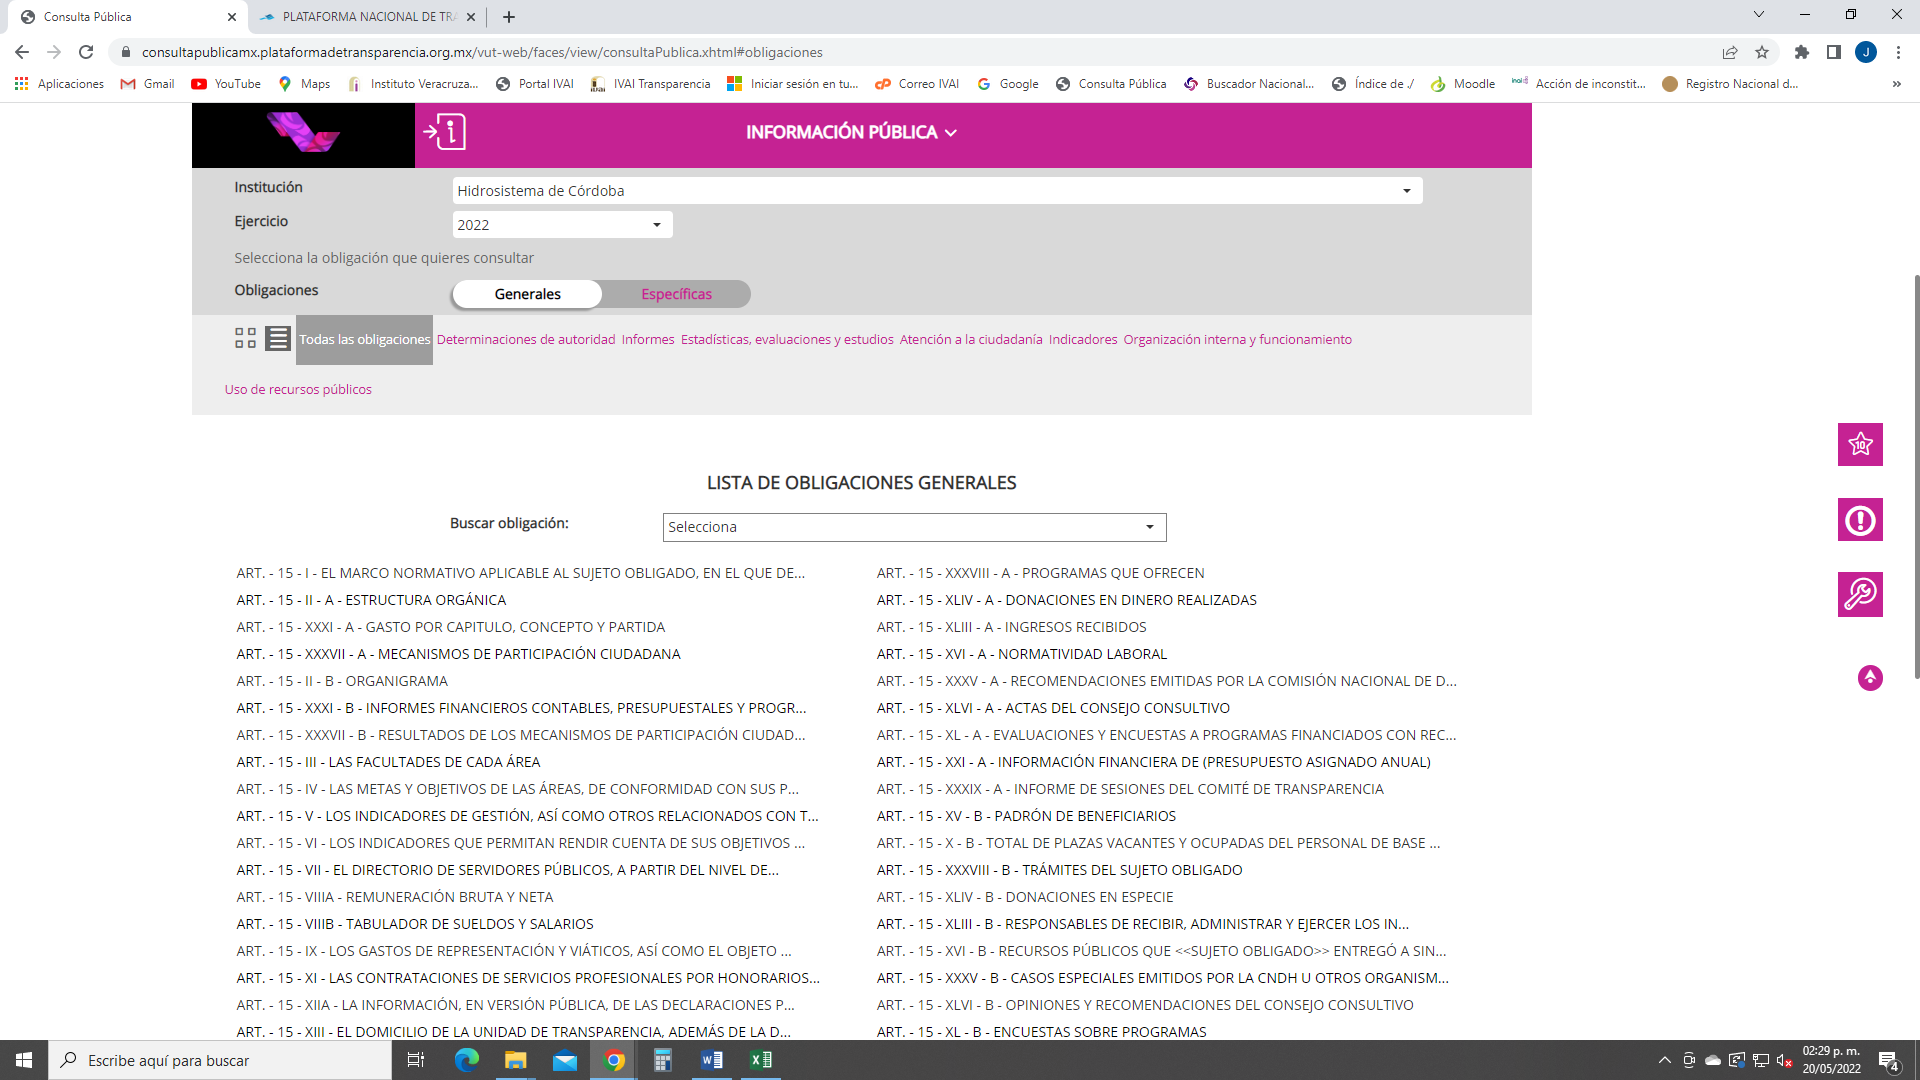 Consulta Pública
PLATAFORMA NACIONAL DE TRA
consultapublicamx.plataformadetransparencia.org.mx/vut-web/faces/view/consultaPublica.xhtml#obligaciones
J
Aplicaciones Gmail YouTube Maps Instituto Veracruza... Portal IVAI IVAI Transparencia Iniciar sesión en tu... Correo IVAI Google Consulta Pública Buscador Nacional... Índice de ./ Moodle Acción de inconstit... Registro Nacional d... »
INFORMACIÓN PÚBLICA
Institución Hidrosistema de Córdoba
Ejercicio 2022
Selecciona la obligación que quieres consultar
Obligaciones Generales Específicas
Todas las obligaciones Determinaciones de autoridad Informes Estadísticas, evaluaciones y estudios Atención a la ciudadanía Indicadores Organización interna y funcionamiento
Uso de recursos públicos
10
LISTA DE OBLIGACIONES GENERALES
Buscar obligación: Selecciona
ART. - 15 - I - EL MARCO NORMATIVO APLICABLE AL SUJETO OBLIGADO, EN EL QUE DE...
ART. - 15 - II - A - ESTRUCTURA ORGÁNICA
ART. - 15 - XXXI - A - GASTO POR CAPITULO, CONCEPTO Y PARTIDA
ART. - 15 - XXXVII - A - MECANISMOS DE PARTICIPACIÓN CIUDADANA
ART. - 15 - II - B - ORGANIGRAMA
ART. - 15 - XXXI - B - INFORMES FINANCIEROS CONTABLES, PRESUPUESTALES Y PROGR...
ART. - 15 - XXXVII - B - RESULTADOS DE LOS MECANISMOS DE PARTICIPACIÓN CIUDAD...
ART. - 15 - III - LAS FACULTADES DE CADA ÁREA
ART. - 15 - IV - LAS METAS Y OBJETIVOS DE LAS ÁREAS, DE CONFORMIDAD CON SUS P...
ART. - 15 - V - LOS INDICADORES DE GESTIÓN, ASÍ COMO OTROS RELACIONADOS CON T...
ART. - 15 - VI - LOS INDICADORES QUE PERMITAN RENDIR CUENTA DE SUS OBJETIVOS ...
ART. - 15 - VII - EL DIRECTORIO DE SERVIDORES PÚBLICOS, A PARTIR DEL NIVEL DE...
ART. - 15 - VIIIA - REMUNERACIÓN BRUTA Y NETA
ART. - 15 - VIIIB - TABULADOR DE SUELDOS Y SALARIOS
ART. - 15 - IX - LOS GASTOS DE REPRESENTACIÓN Y VIÁTICOS, ASÍ COMO EL OBJETO ...
ART. - 15 - XI - LAS CONTRATACIONES DE SERVICIOS PROFESIONALES POR HONORARIOS...
ART. - 15 - XIIA - LA INFORMACIÓN, EN VERSIÓN PÚBLICA, DE LAS DECLARACIONES P...
ART. - 15 - XIII - EL DOMICILIO DE LA UNIDAD DE TRANSPARENCIA, ADEMÁS DE LA D...
ART. - 15 - XXXVIII - A - PROGRAMAS QUE OFRECEN
ART. - 15 - XLIV - A - DONACIONES EN DINERO REALIZADAS
ART. - 15 - XLIII - A - INGRESOS RECIBIDOS
ART. - 15 - XVI - A - NORMATIVIDAD LABORAL
ART. - 15 - XXXV - A - RECOMENDACIONES EMITIDAS POR LA COMISIÓN NACIONAL DE D...
ART. - 15 - XLVI - A - ACTAS DEL CONSEJO CONSULTIVO
ART. - 15 - XL - A - EVALUACIONES Y ENCUESTAS A PROGRAMAS FINANCIADOS CON REC...
ART. - 15 - XXI - A - INFORMACIÓN FINANCIERA DE (PRESUPUESTO ASIGNADO ANUAL)
ART. - 15 - XXXIX - A - INFORME DE SESIONES DEL COMITÉ DE TRANSPARENCIA
ART. - 15 - XV - B - PADRÓN DE BENEFICIARIOS
ART. - 15 - X - B - TOTAL DE PLAZAS VACANTES Y OCUPADAS DEL PERSONAL DE BASE ...
ART. - 15 - XXXVIII - B - TRÁMITES DEL SUJETO OBLIGADO
ART. - 15 - XLIV - B - DONACIONES EN ESPECIE
ART. - 15 - XLIII - B - RESPONSABLES DE RECIBIR, ADMINISTRAR Y EJERCER LOS IN...
ART. - 15 - XVI - B - RECURSOS PÚBLICOS QUE <<SUJETO OBLIGADO>> ENTREGÓ A SIN...
ART. - 15 - XXXV - B - CASOS ESPECIALES EMITIDOS POR LA CNDH U OTROS ORGANISM...
ART. - 15 - XLVI - B - OPINIONES Y RECOMENDACIONES DEL CONSEJO CONSULTIVO
ART. - 15 - XL - B - ENCUESTAS SOBRE PROGRAMAS
Escribe aquí para buscar
02:29 p. m.
20/05/2022
4